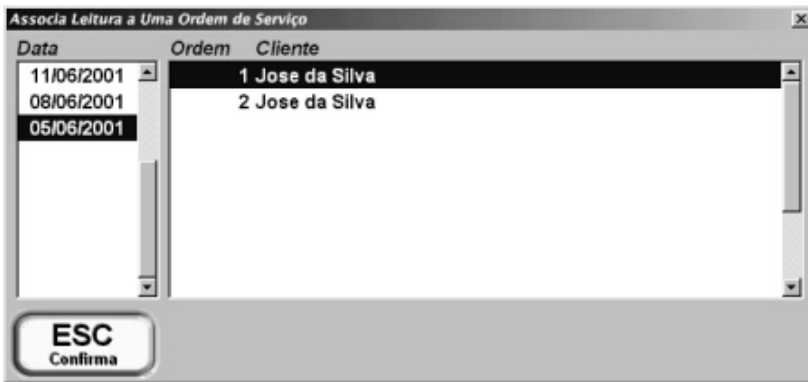 Associa Leitura a Uma Ordem de Serviço
Data Ordem Cliente
11/06/2001 1 Jose da Silva
08/06/2001 2 Jose da Silva
05/06/2001
ESC
Confirma